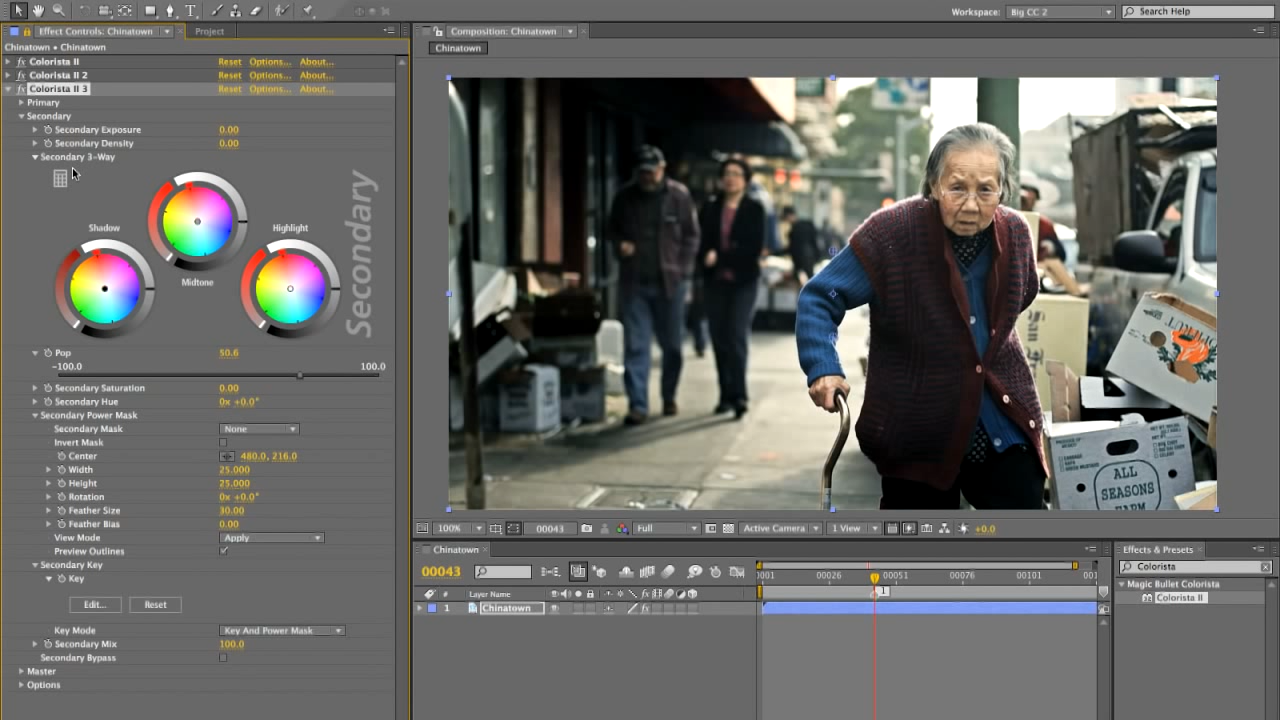 Workspace: Big CC 2 Search Help
Effect Controls: Chinatown Project
Chinatown • Chinatown
fx Colorista II Reset Options... About...
fx Colorista II 2 Reset Options... About...
fx Colorista II 3 Reset Options... About...
Primary
Secondary
Secondary Exposure 0.00
Secondary Density 0.00
Secondary 3-Way
Shadow
Highlight
Midtone
Secondary
Pop 50.6
-100.0 100.0
Secondary Saturation 0.00
Secondary Hue 0x +0.0°
Secondary Power Mask
Secondary Mask None
Invert Mask
Center 480.0, 216.0
Width 25.000
Height 25.000
Rotation 0x +0.0°
Feather Size 30.00
Feather Bias 0.00
View Mode Apply
Preview Outlines
Secondary Key
Key
Edit... Reset
Key Mode Key And Power Mask
Secondary Mix 100.0
Secondary Bypass
Master
Options
Composition: Chinatown
Chinatown
ALL
SEASONS
FARM
100% 00043 Full Active Camera 1 View +0.0
Chinatown
00043
0001 00026 00051 00076 00101
# Layer Name
1 Chinatown
1
Effects & Presets
Colorista
Magic Bullet Colorista
Colorista II